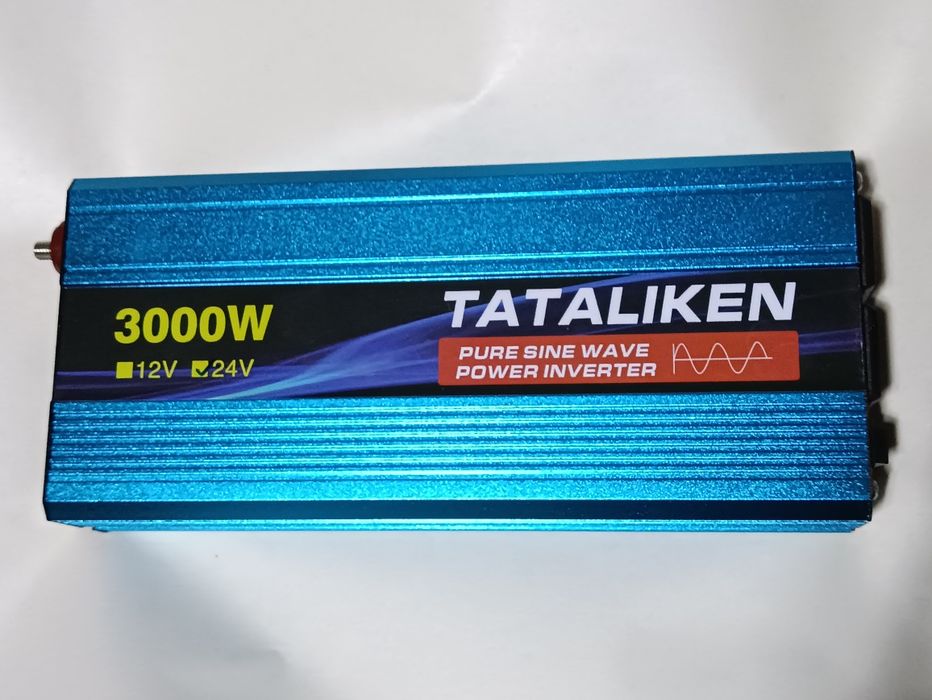 3000W
12V 24V
TATALIKEN
PURE SINE WAVE
POWER INVERTER